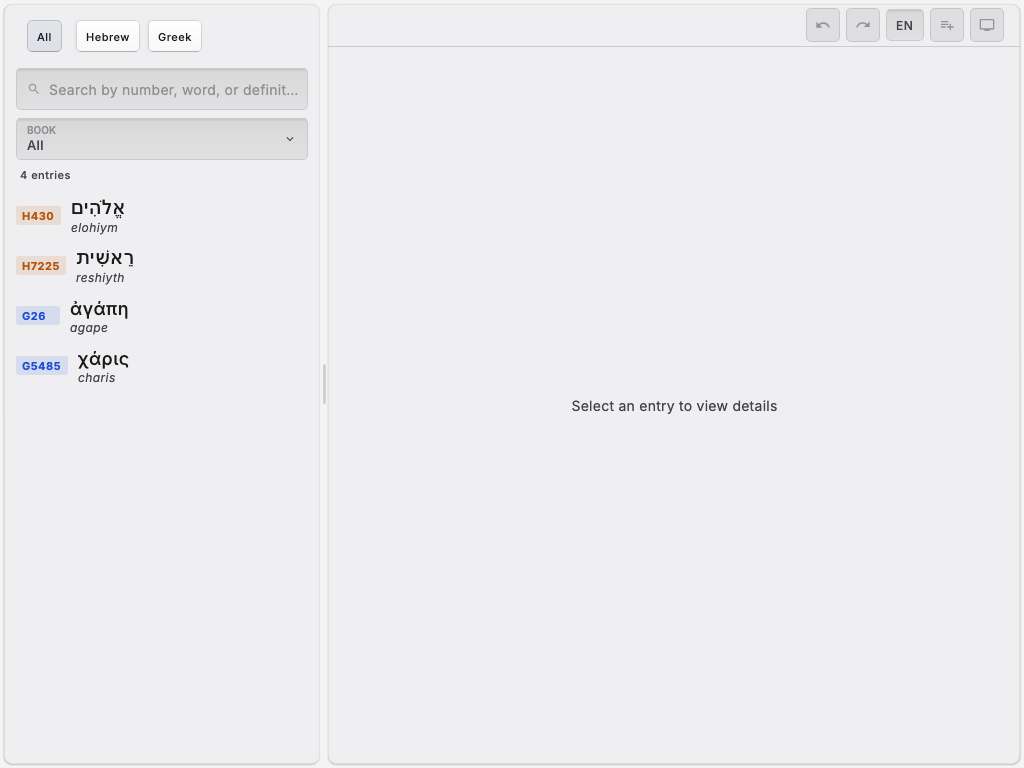 All
Hebrew
Greek
EN
Search by number, word, or definit...
BOOK
All
4 entries
H430
אֱלֹהִים
elohiym
H7225
רֵאשִׁית
reshiyth
G26
ἀγάπη
agape
G5485
χάρις
charis
Select an entry to view details